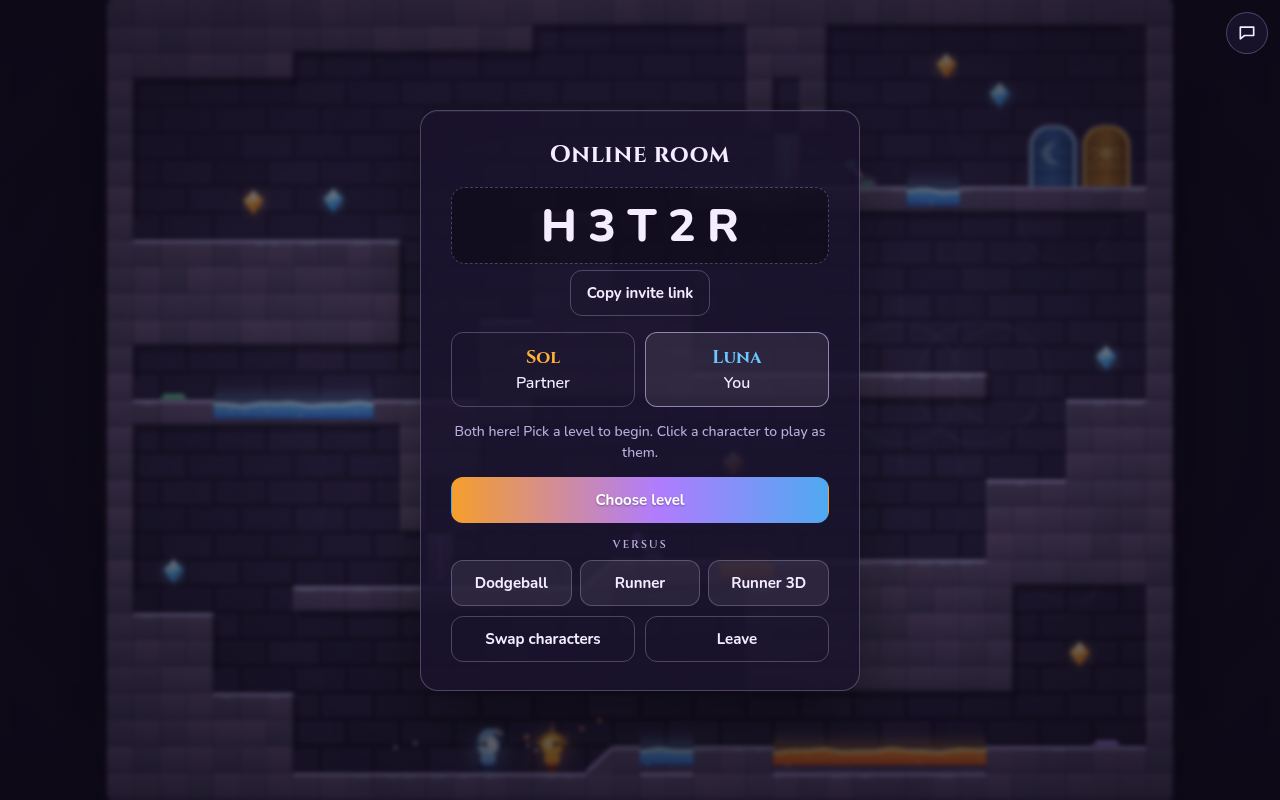 Online room
H3T2R
Copy invite link
Sol
Partner
Luna
You
Both here! Pick a level to begin. Click a character to play as
them.
Choose level
VERSUS
Dodgeball
Runner
Runner 3D
Swap characters
Leave